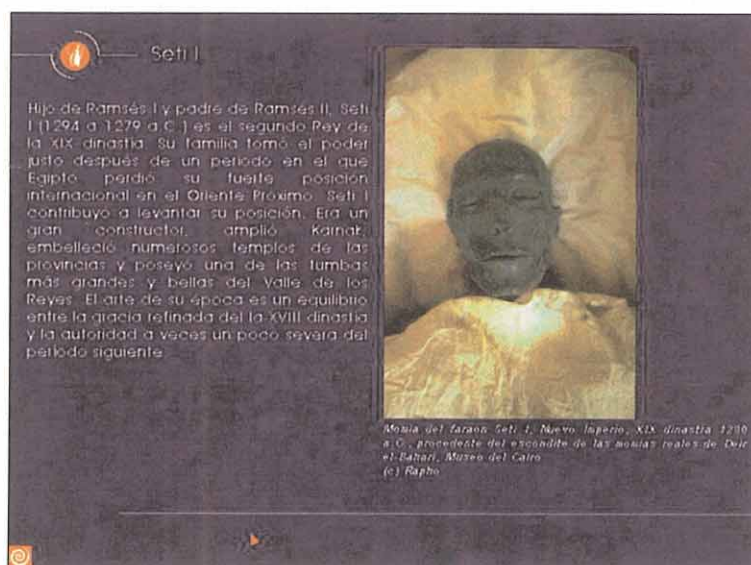 Seti I
Hijo de Ramsés I y padre de Ramsés II, Seti
I (1294 a 1279 a.C.) es el segundo Rey de
la XIX dinastía. Su familia tomó el poder
justo después de un período en el que
Egipto perdió su fuerte posición
internacional en el Oriente Próximo. Seti I
contribuyo a levantar su posición. Era un
gran constructor, amplió Karnak,
embelleció numerosos templos de las
provincias y poseyó una de las tumbas
más grandes y bellas del Valle de los
Reyes. El arte de su época es un equilibrio
entre la gracia refinada del la XVIII dinastía
y la autoridad a veces un poco severa del
período siguiente.
Momia del faraón Seti I, Nuevo Imperio, XIX dinastía 1280
a.C., procedente del escondite de las momias reales de Deir
el-Bahari, Museo del Cairo
(c) Rapho